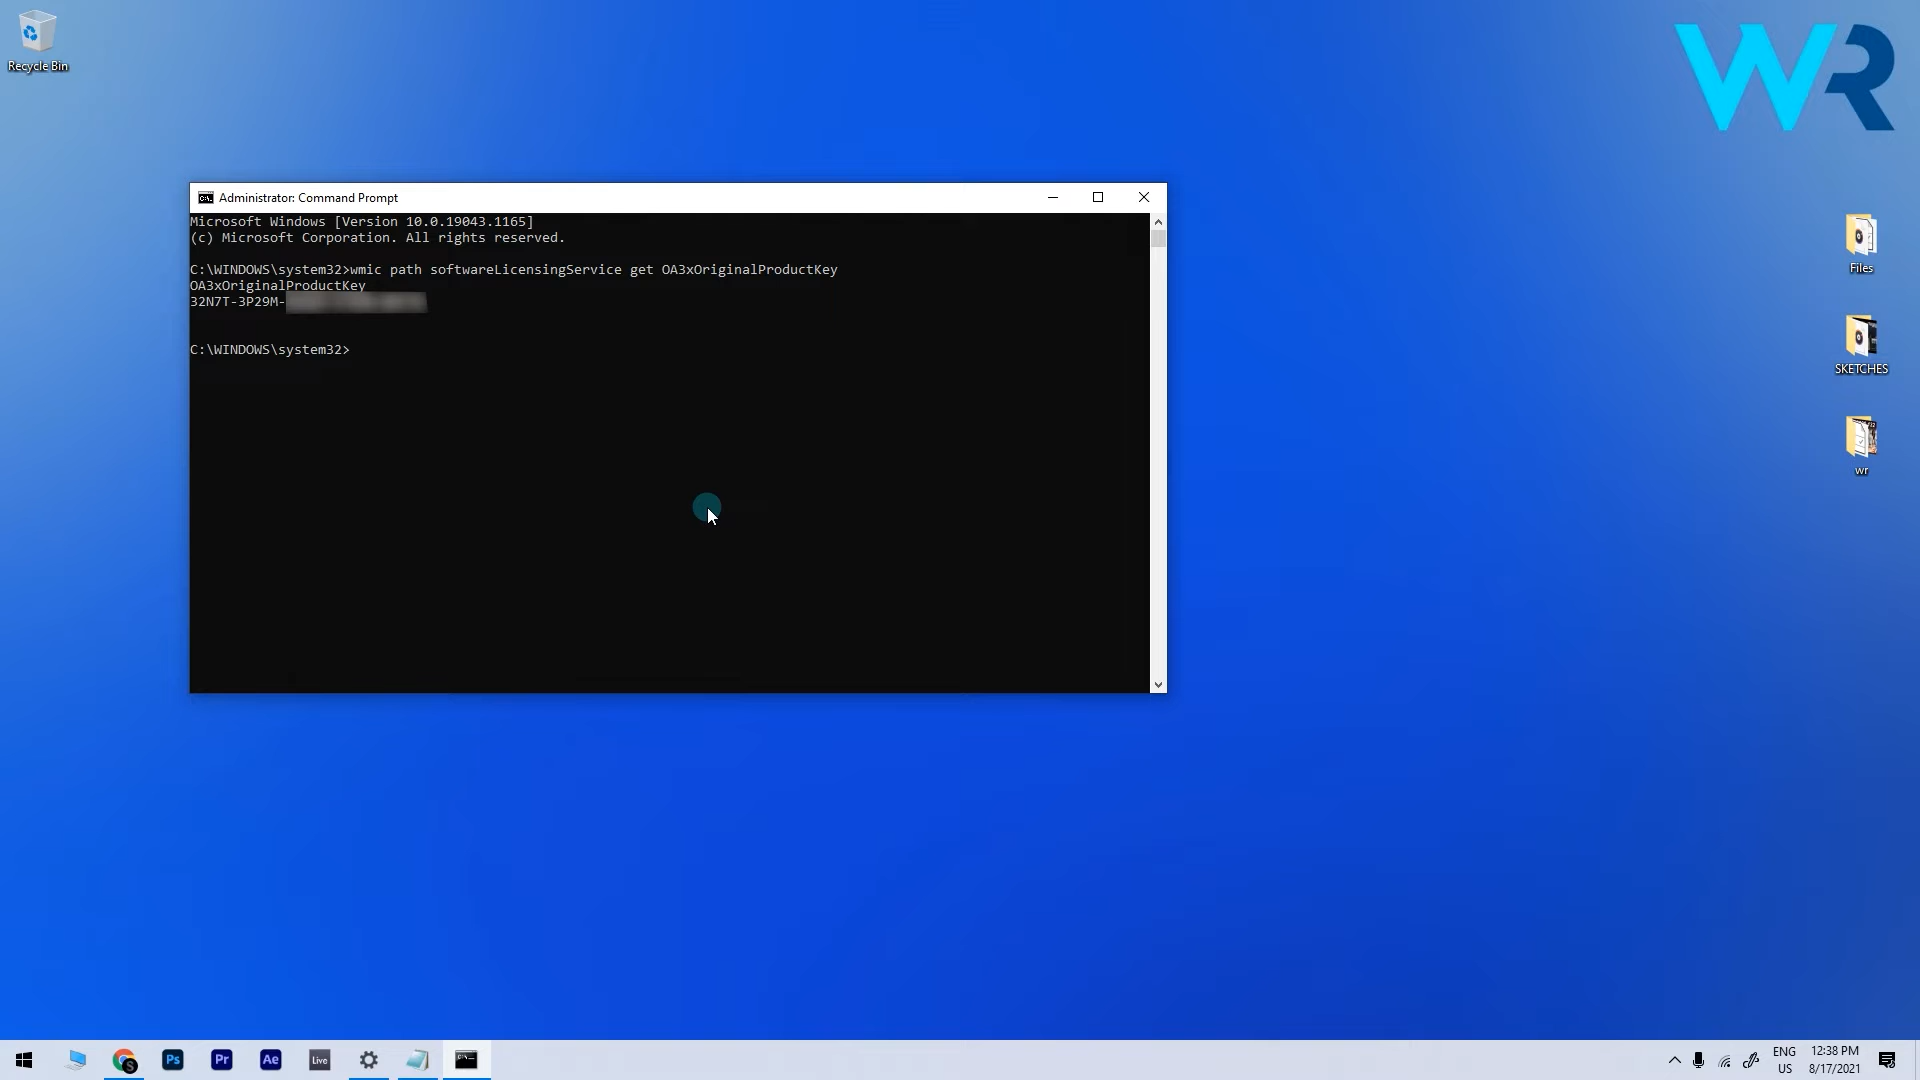 Recycle Bin
WR
Administrator: Command Prompt
Microsoft Windows [Version 10.0.19043.1165]
(c) Microsoft Corporation. All rights reserved.
C:\WINDOWS\system32>wmic path softwareLicensingService get OA3xOriginalProductKey
OA3xOriginalProductKey
32N7T-3P29M-
C:\WINDOWS\system32>
Files
SKETCHES
wr
Ps
Pr
Ae
Live
ENG
US
12:38 PM
8/17/2021